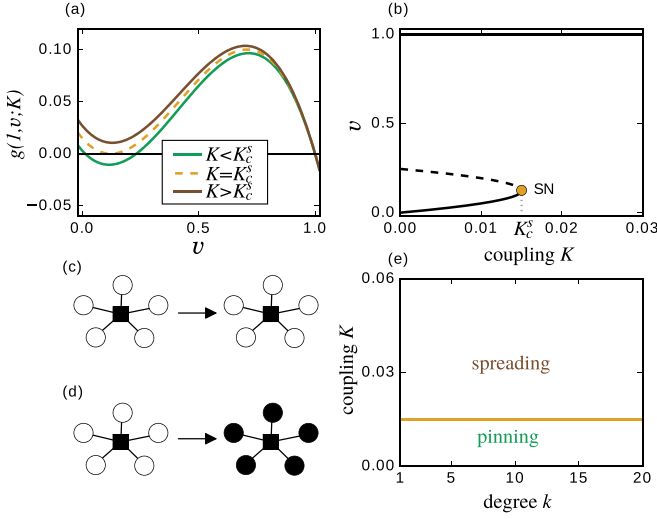 (a)
g(1,v;K)
0.10
0.05
0.00
−0.05
0.0
0.5
1.0
v
K<K_c^s
K=K_c^s
K>K_c^s
(b)
v
1.0
0.5
0.0
0.00
0.01
0.02
0.03
SN
K_c^s
coupling K
(c)
(d)
(e)
coupling K
0.06
0.03
0.00
spreading
pinning
1
5
10
15
20
degree k